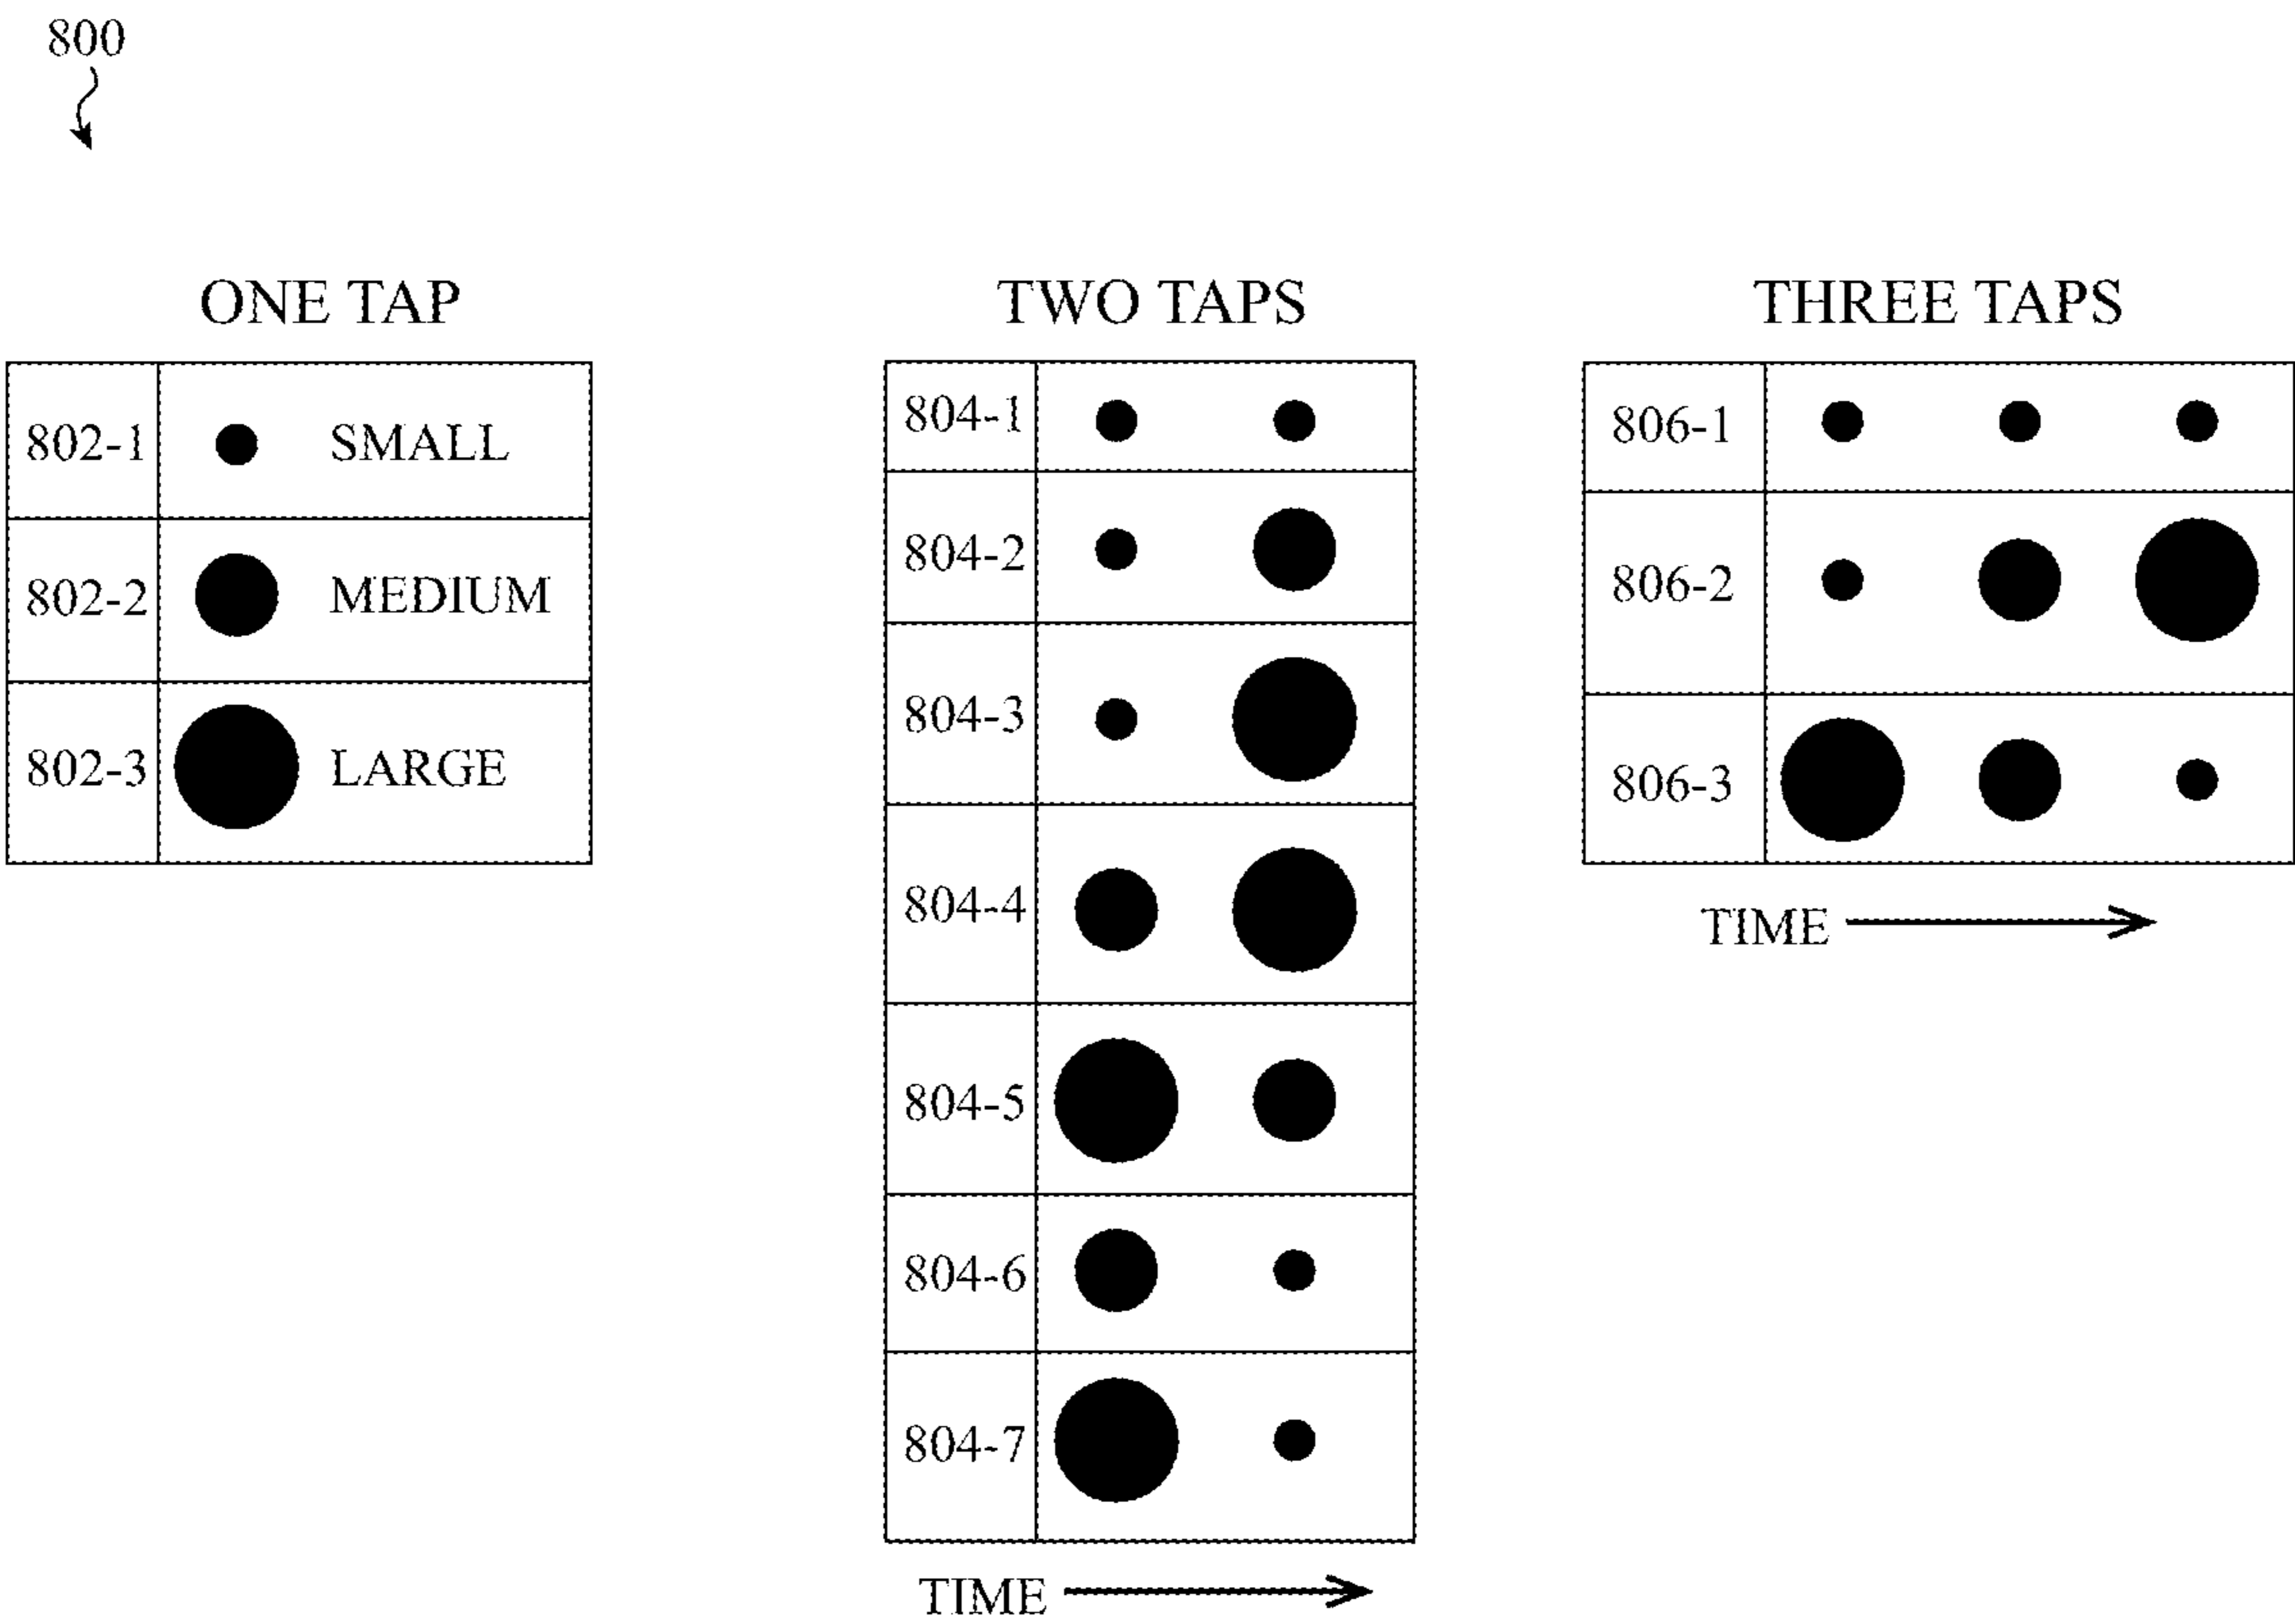 800
ONE TAP
802-1 SMALL
802-2 MEDIUM
802-3 LARGE
TWO TAPS
804-1
804-2
804-3
804-4
804-5
804-6
804-7
TIME
THREE TAPS
806-1
806-2
806-3
TIME